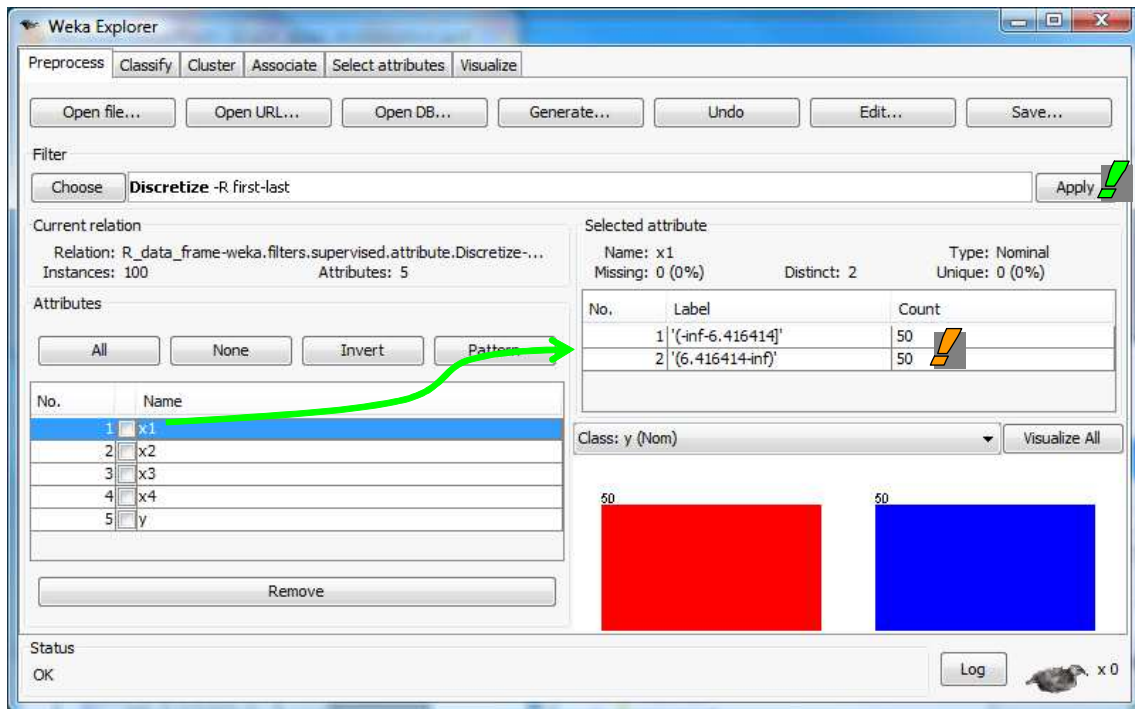 Weka Explorer
Preprocess Classify Cluster Associate Select attributes Visualize
Open file... Open URL... Open DB... Generate... Undo Edit... Save...
Filter
Choose Discretize -R first-last Apply
Current relation
Relation: R_data_frame-weka.filters.supervised.attribute.Discretize-...
Instances: 100 Attributes: 5
Attributes
All None Invert Pattern
No. Name
1 x1
2 x2
3 x3
4 x4
5 y
Remove
Selected attribute
Name: x1 Type: Nominal
Missing: 0 (0%) Distinct: 2 Unique: 0 (0%)
No. Label Count
1 '(-inf-6.416414]' 50
2 '(6.416414-inf)' 50
Class: y (Nom) Visualize All
50 50
Status
OK Log x 0